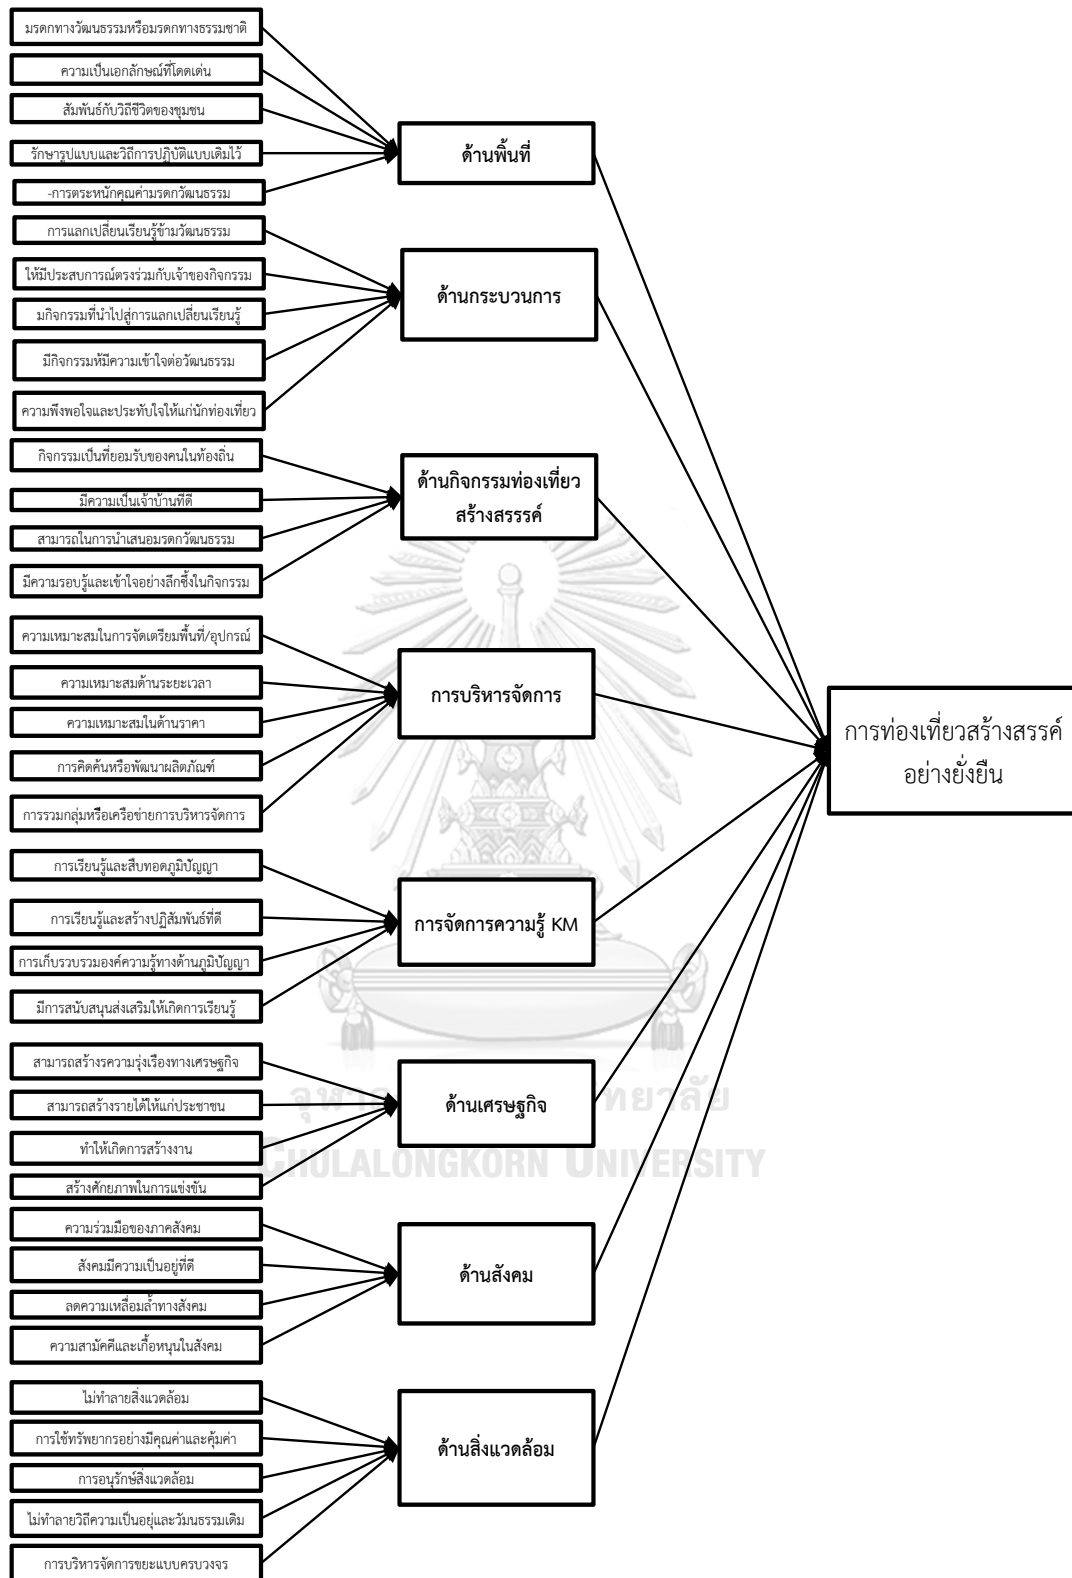 มรดกทางวัฒนธรรมหรือมรดกทางธรรมชาติ
ความเป็นเอกลักษณ์ที่โดดเด่น
สัมพันธ์กับวิถีชีวิตของชุมชน
รักษารูปแบบและวิถีการปฏิบัติแบบเดิมไว้
-การตระหนักคุณค่ามรดกวัฒนธรรม
ด้านพื้นที่
การแลกเปลี่ยนเรียนรู้ข้ามวัฒนธรรม
ให้มีประสบการณ์ตรงร่วมกับเจ้าของกิจกรรม
มกิจกรรมที่นำไปสู่การแลกเปลี่ยนเรียนรู้
มีกิจกรรมห้มีความเข้าใจต่อวัฒนธรรม
ความพึงพอใจและประทับใจให้แก่นักท่องเที่ยว
ด้านกระบวนการ
กิจกรรมเป็นที่ยอมรับของคนในท้องถิ่น
มีความเป็นเจ้าบ้านที่ดี
สามารถในการนำเสนอมรดกวัฒนธรรม
มีความรอบรู้และเข้าใจอย่างลึกซึ้งในกิจกรรม
ด้านกิจกรรมท่องเที่ยว
สร้างสรรรค์
ความเหมาะสมในการจัดเตรียมพื้นที่/อุปกรณ์
ความเหมาะสมด้านระยะเวลา
ความเหมาะสมในด้านราคา
การคิดค้นหรือพัฒนาผลิตภัณฑ์
การรวมกลุ่มหรือเครือข่ายการบริหารจัดการ
การบริหารจัดการ
การเรียนรู้และสืบทอดภูมิปัญญา
การเรียนรู้และสร้างปฏิสัมพันธ์ที่ดี
การเก็บรวบรวมองค์ความรู้ทางด้านภูมิปัญญา
มีการสนับสนุนส่งเสริมให้เกิดการเรียนรู้
การจัดการความรู้ KM
สามารถสร้างรความรุ่งเรืองทางเศรษฐกิจ
สามารถสร้างรายได้ให้แก่ประชาชน
ทำให้เกิดการสร้างงาน
สร้างศักยภาพในการแข่งขัน
ด้านเศรษฐกิจ
ความร่วมมือของภาคสังคม
สังคมมีความเป็นอยู่ที่ดี
ลดความเหลื่อมล้ำทางสังคม
ความสามัคคีและเกื้อหนุนในสังคม
ด้านสังคม
ไม่ทำลายสิ่งแวดล้อม
การใช้ทรัพยากรอย่างมีคุณค่าและคุ้มค่า
การอนุรักษ์สิ่งแวดล้อม
ไม่ทำลายวิถีความเป็นอยู่และวัมนธรรมเดิม
การบริหารจัดการขยะแบบครบวงจร
ด้านสิ่งแวดล้อม
การท่องเที่ยวสร้างสรรค์
อย่างยั่งยืน
CHULALONGKORN UNIVERSITY